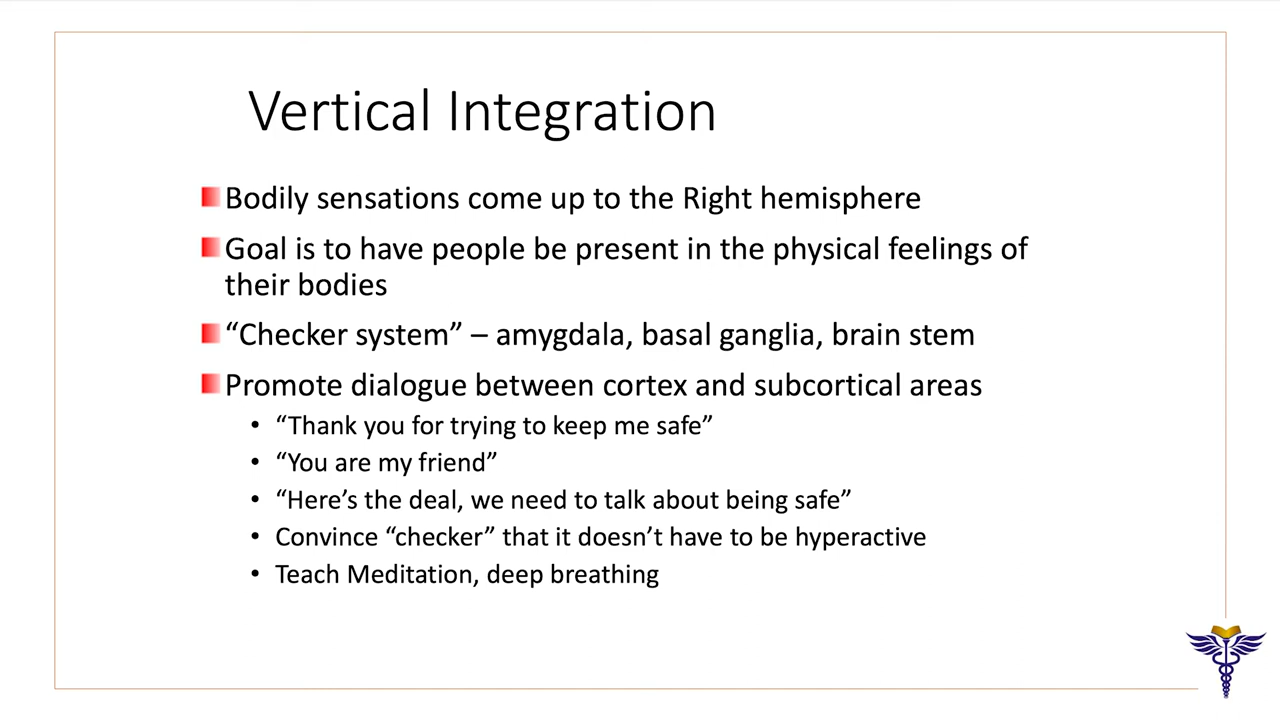 Vertical Integration
Bodily sensations come up to the Right hemisphere
Goal is to have people be present in the physical feelings of
their bodies
“Checker system” – amygdala, basal ganglia, brain stem
Promote dialogue between cortex and subcortical areas
• “Thank you for trying to keep me safe”
• “You are my friend”
• “Here’s the deal, we need to talk about being safe”
• Convince “checker” that it doesn’t have to be hyperactive
• Teach Meditation, deep breathing